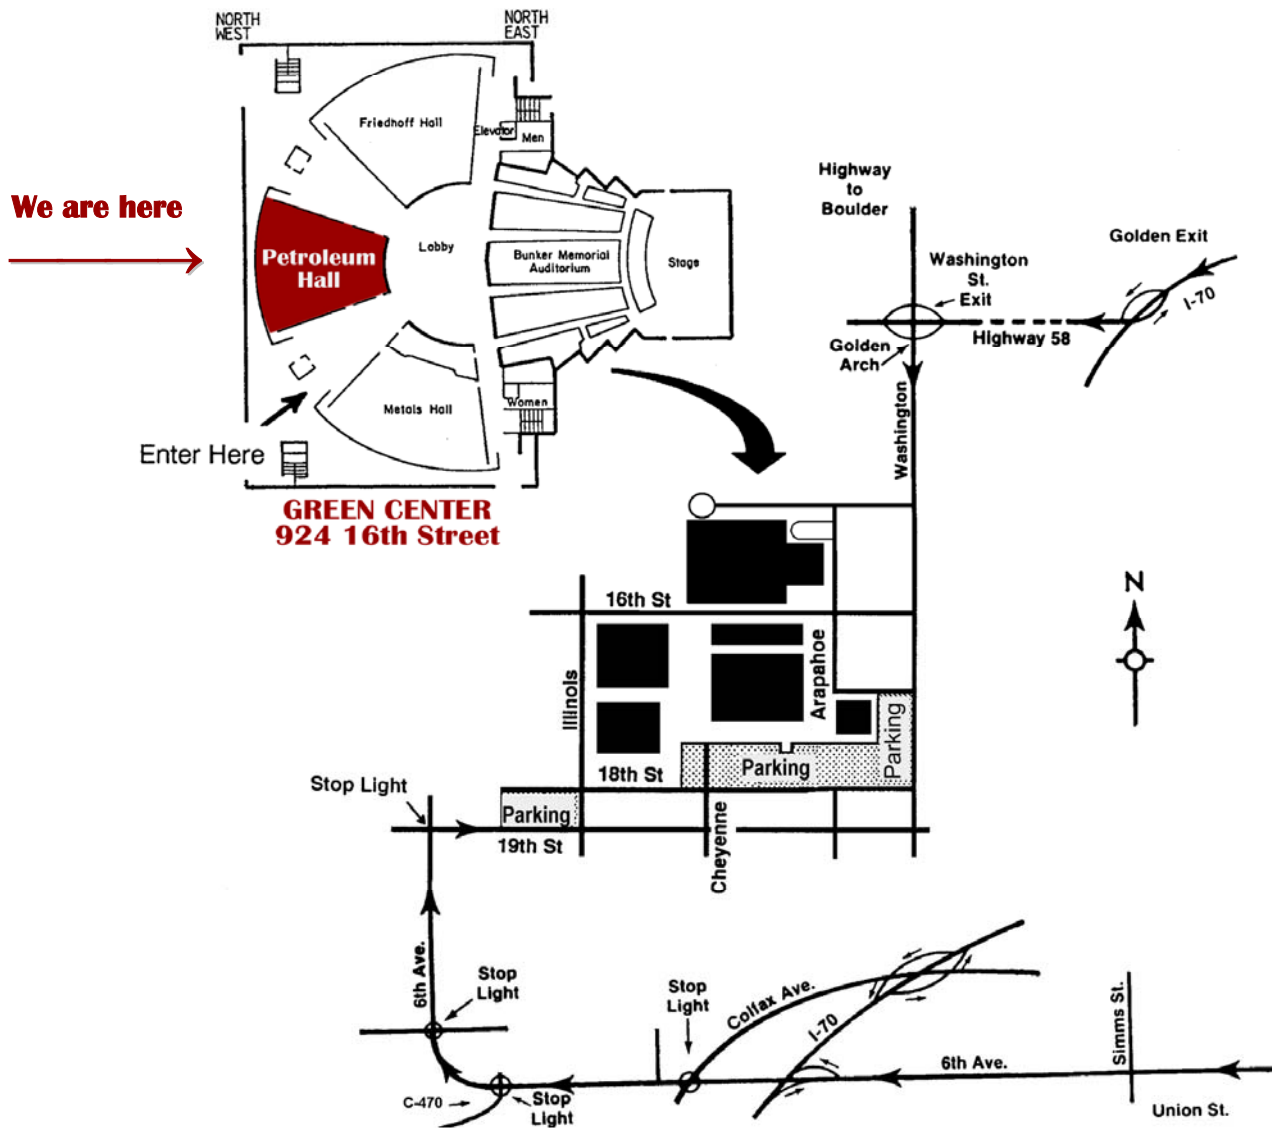 NORTH
WEST
NORTH
EAST
Friedhoff Hall
Elevator
Men
We are here
Petroleum
Hall
Lobby
Bunker Memorial
Auditorium
Stage
Metals Hall
Women
Enter Here
GREEN CENTER
924 16th Street
Highway
to
Boulder
Washington
St.
Exit
Golden Exit
I-70
Highway 58
Golden
Arch
Washington
N
16th St
Illinois
Arapahoe
Parking
18th St
Parking
Stop Light
Parking
19th St
Cheyenne
6th Ave.
Stop
Light
Stop
Light
Colfax Ave.
I-70
Simms St.
6th Ave.
C-470
Stop
Light
Union St.